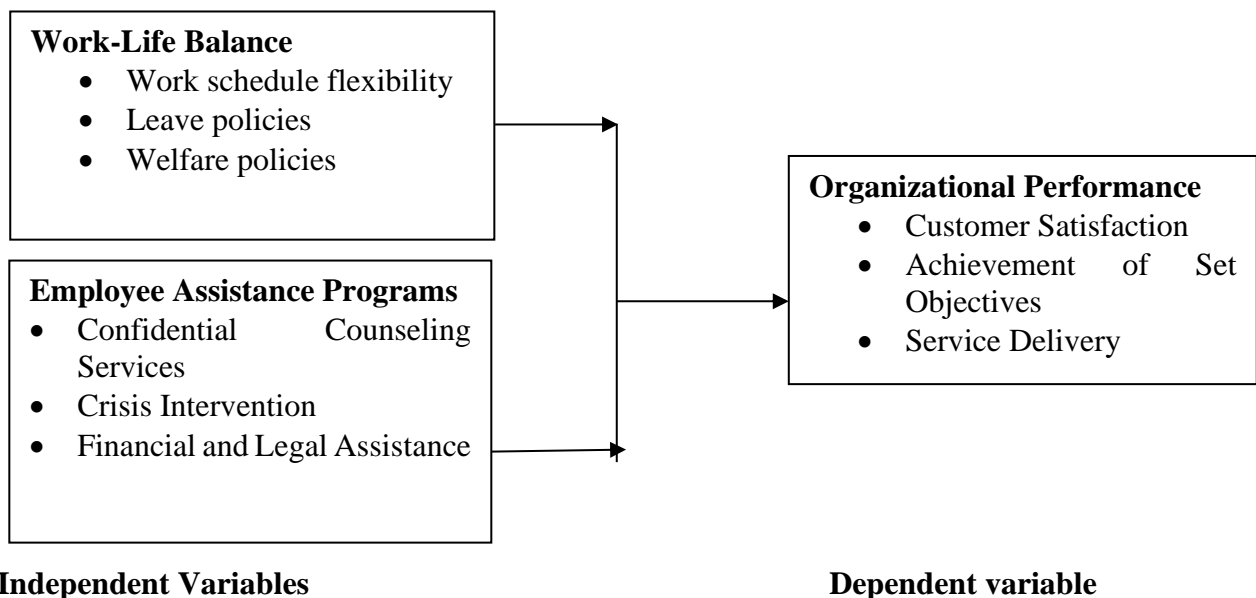 Work-Life Balance
• Work schedule flexibility
• Leave policies
• Welfare policies
Employee Assistance Programs
• Confidential Counseling
Services
• Crisis Intervention
• Financial and Legal Assistance
Organizational Performance
• Customer Satisfaction
• Achievement of Set
Objectives
• Service Delivery
Independent Variables
Dependent variable